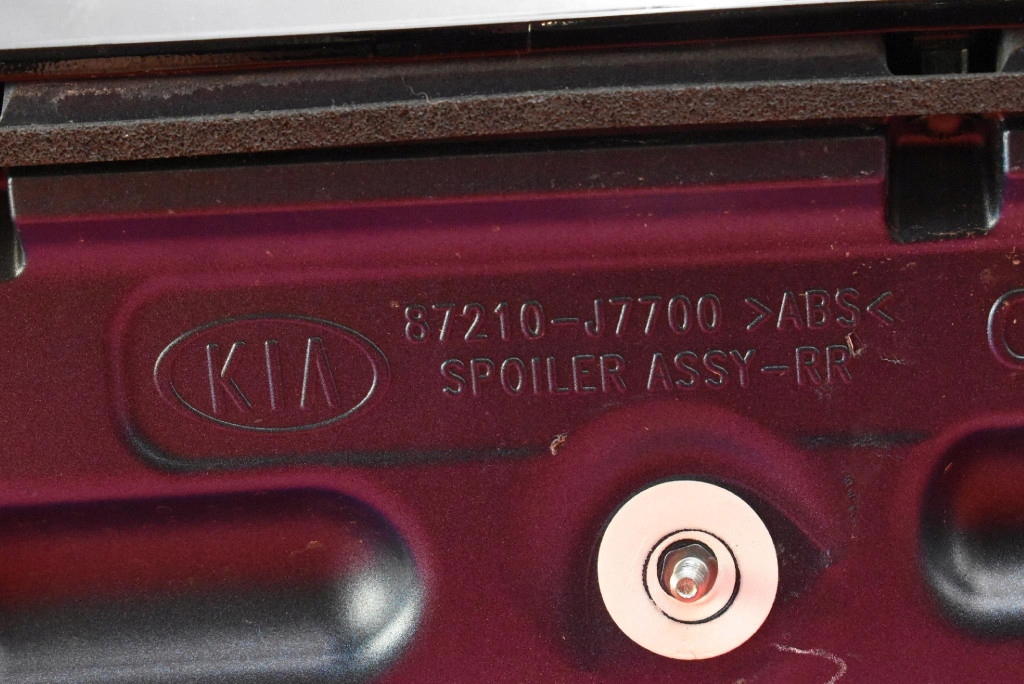 KIA
87210-J7700 >ABS<
SPOILER ASSY-RR